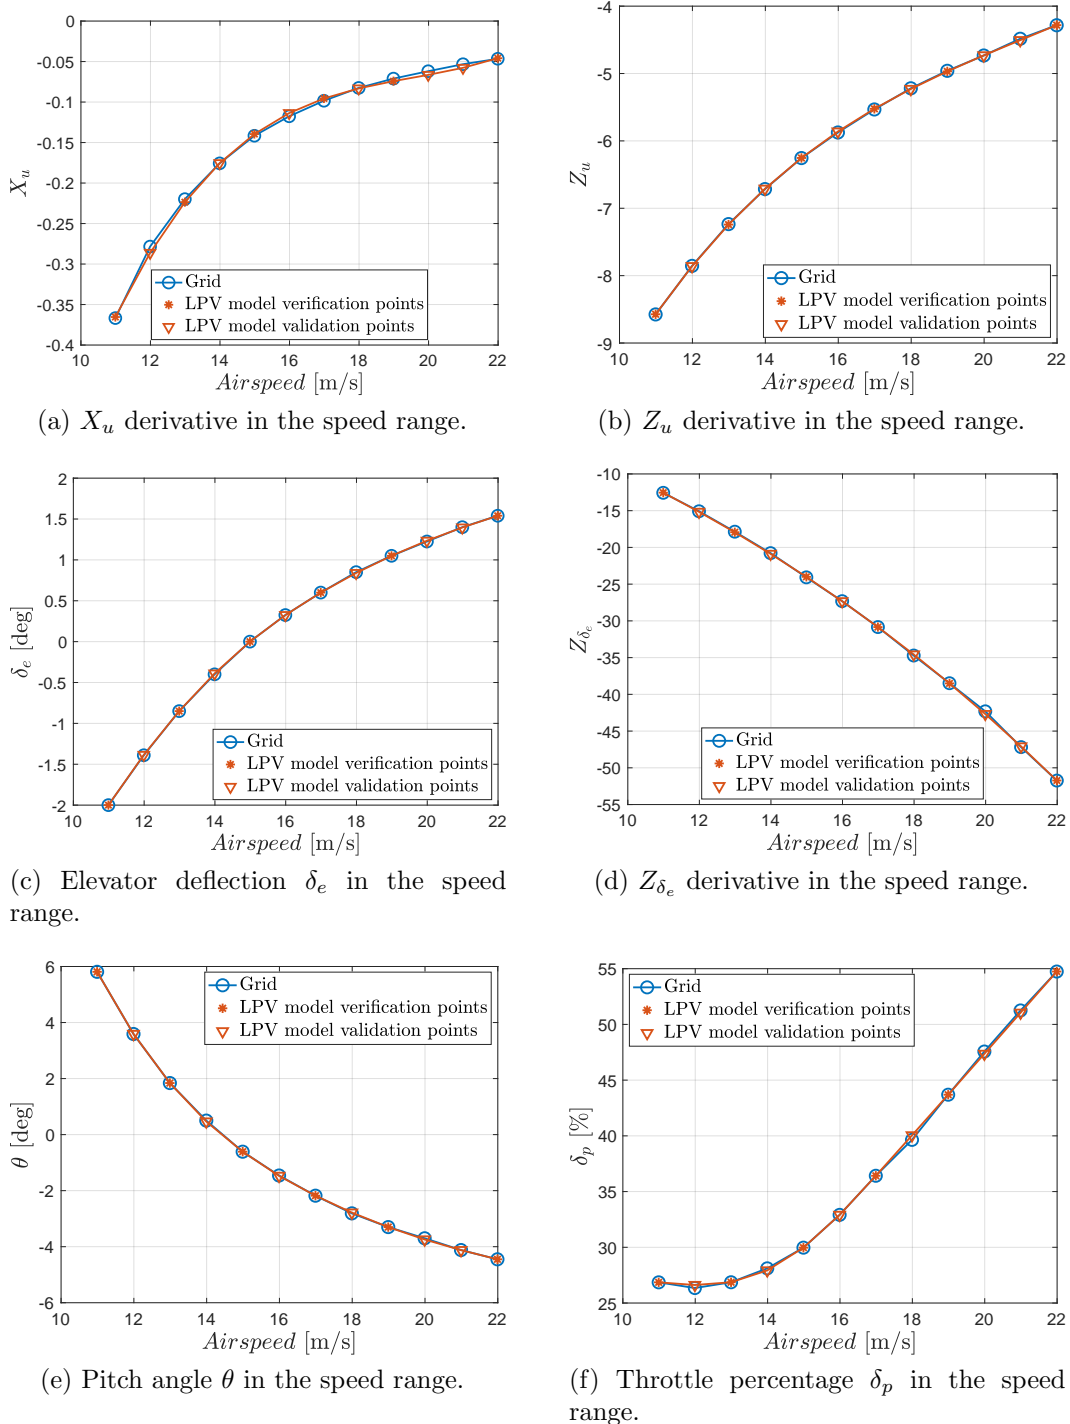 0
-0.05
-0.1
-0.15
-0.2
-0.25
-0.3
-0.35
-0.4
X_u
Grid
LPV model verification points
LPV model validation points
10 12 14 16 18 20 22
Airspeed [m/s]
(a) X_u derivative in the speed range.
-4
-5
-6
-7
-8
-9
Z_u
Grid
LPV model verification points
LPV model validation points
10 12 14 16 18 20 22
Airspeed [m/s]
(b) Z_u derivative in the speed range.
2
1.5
1
0.5
0
-0.5
-1
-1.5
-2
δ_e [deg]
Grid
LPV model verification points
LPV model validation points
10 12 14 16 18 20 22
Airspeed [m/s]
(c) Elevator deflection δ_e in the speed
range.
-10
-15
-20
-25
-30
-35
-40
-45
-50
-55
Z_{δ_e}
Grid
LPV model verification points
LPV model validation points
10 12 14 16 18 20 22
Airspeed [m/s]
(d) Z_{δ_e} derivative in the speed range.
6
4
2
0
-2
-4
-6
θ [deg]
Grid
LPV model verification points
LPV model validation points
10 12 14 16 18 20 22
Airspeed [m/s]
(e) Pitch angle θ in the speed range.
55
50
45
40
35
30
25
δ_p [%]
Grid
LPV model verification points
LPV model validation points
10 12 14 16 18 20 22
Airspeed [m/s]
(f) Throttle percentage δ_p in the speed
range.